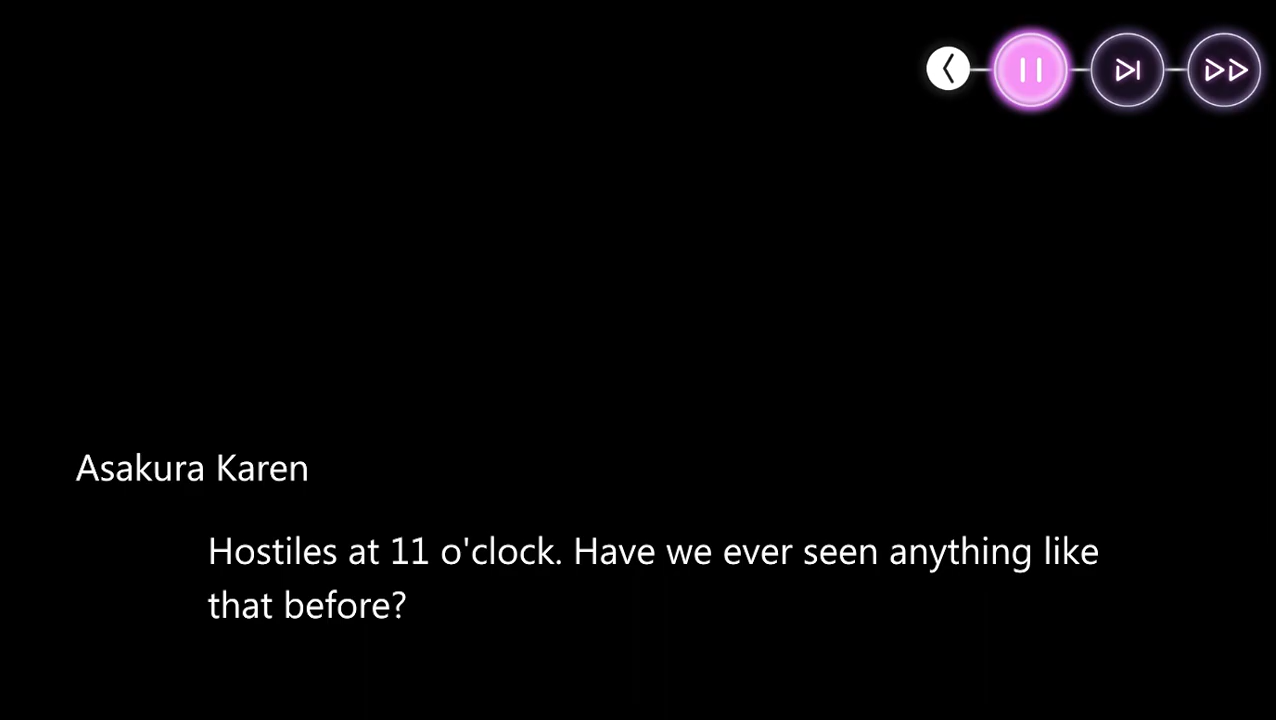 Asakura Karen
Hostiles at 11 o'clock. Have we ever seen anything like
that before?